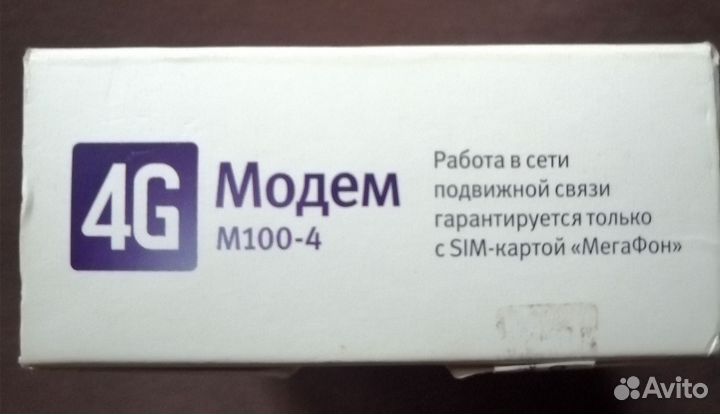 4G
Модем
М100-4
Работа в сети
подвижной связи
гарантируется только
с SIM-картой «МегаФон»
Avito